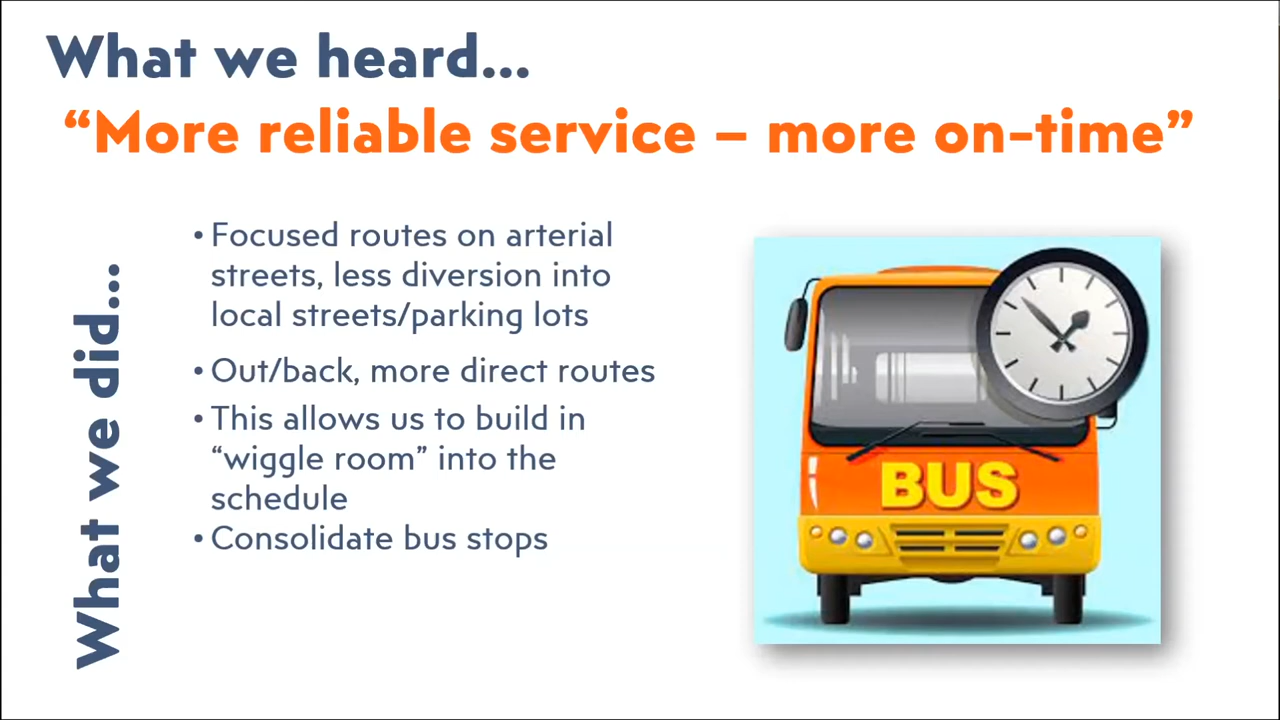 What we heard...
“More reliable service – more on-time”
What we did...
• Focused routes on arterial
streets, less diversion into
local streets/parking lots
• Out/back, more direct routes
• This allows us to build in
“wiggle room” into the
schedule
• Consolidate bus stops
BUS